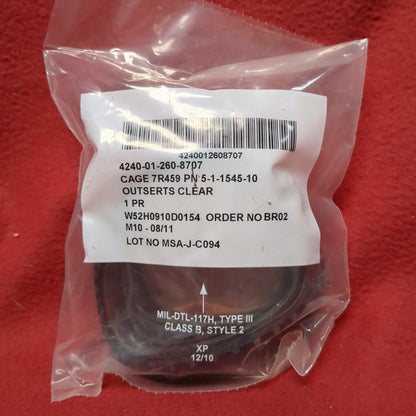 4240012608707
4240-01-260-8707
CAGE 7R459 PN 5-1-1545-10
OUTSERTS CLEAR
1 PR
W52H0910D0154 ORDER NO BR02
M10 - 08/11
LOT NO MSA-J-C094
MIL-DTL-117H, TYPE III
CLASS B, STYLE 2
XP
12/10